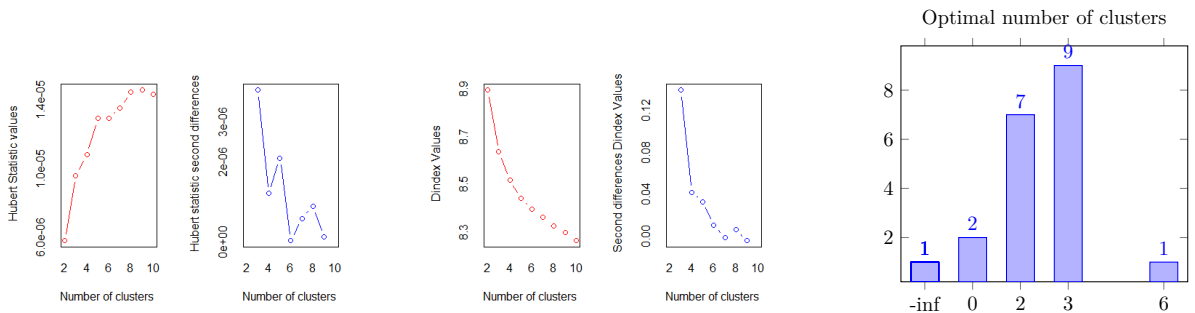 Hubert Statistic values
1.4e-05
1.0e-05
6.0e-06
2 4 6 8 10
Number of clusters
Hubert statistic second differences
3e-06
2e-06
0e+00
2 4 6 8 10
Number of clusters
Dindex Values
8.9
8.7
8.5
8.3
2 4 6 8 10
Number of clusters
Second differences Dindex Values
0.12
0.08
0.04
0.00
2 4 6 8 10
Number of clusters
Optimal number of clusters
8
6
4
2
1
2
7
9
1
-inf 0 2 3 6